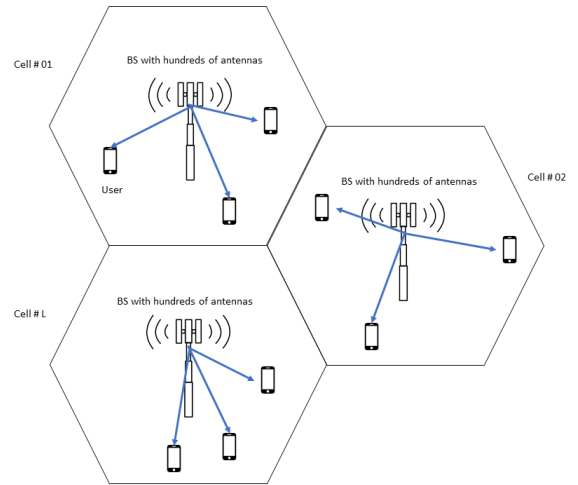 Cell # 01
BS with hundreds of antennas
User
BS with hundreds of antennas
Cell # 02
Cell # L
BS with hundreds of antennas